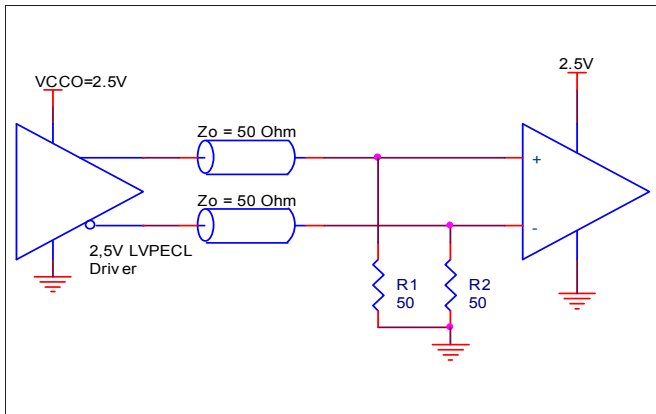 VCCO=2.5V
2.5V
Zo = 50 Ohm
+
Zo = 50 Ohm
-
2,5V LVPECL
Driver
R1
50
R2
50